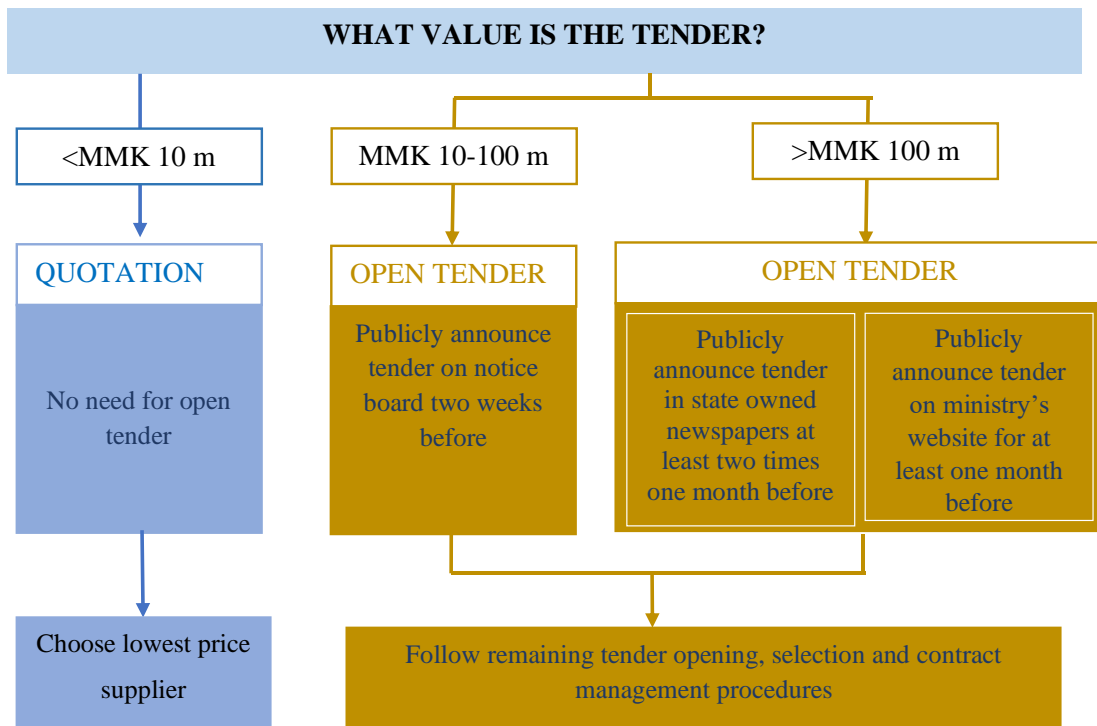 WHAT VALUE IS THE TENDER?
<MMK 10 m
MMK 10-100 m
>MMK 100 m
QUOTATION
No need for open
tender
OPEN TENDER
Publicly announce
tender on notice
board two weeks
before
OPEN TENDER
Publicly
announce tender
in state owned
newspapers at
least two times
one month before
Publicly
announce tender
on ministry’s
website for at
least one month
before
Choose lowest price
supplier
Follow remaining tender opening, selection and contract
management procedures